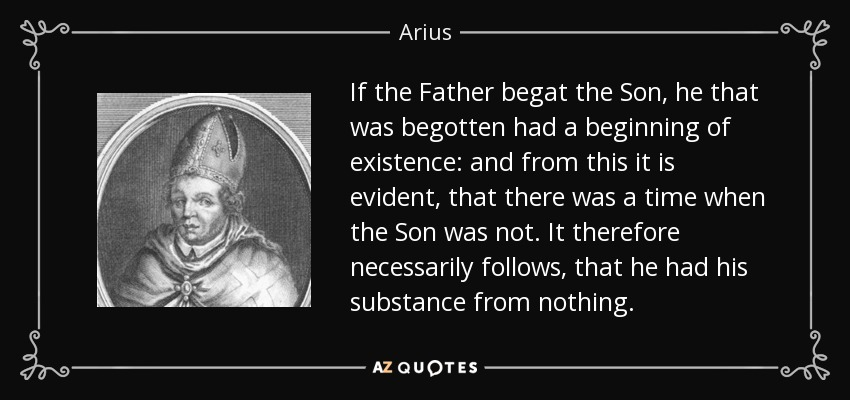 Arius
If the Father begat the Son, he that
was begotten had a beginning of
existence: and from this it is
evident, that there was a time when
the Son was not. It therefore
necessarily follows, that he had his
substance from nothing.
AZ QUOTES